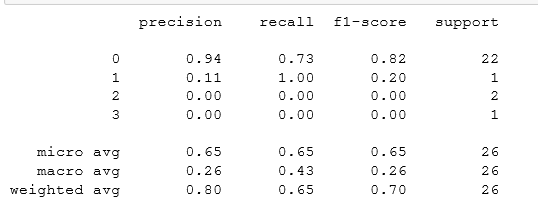 precision recall f1-score support
0 0.94 0.73 0.82 22
1 0.11 1.00 0.20 1
2 0.00 0.00 0.00 2
3 0.00 0.00 0.00 1
micro avg 0.65 0.65 0.65 26
macro avg 0.26 0.43 0.26 26
weighted avg 0.80 0.65 0.70 26